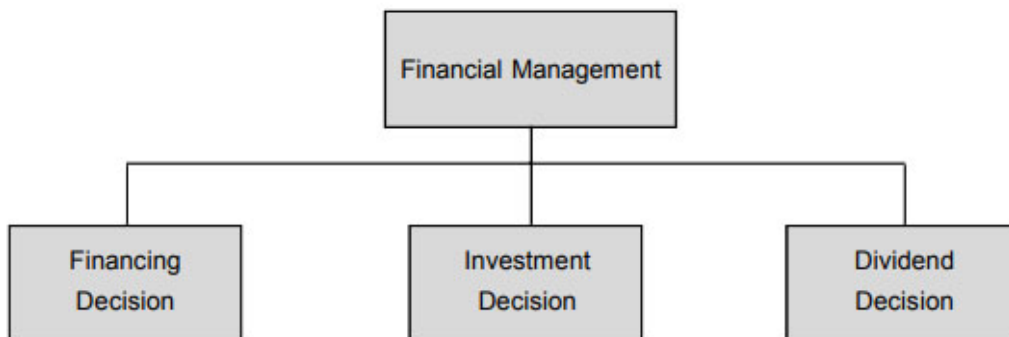 Financial Management
Financing
Decision
Investment
Decision
Dividend
Decision